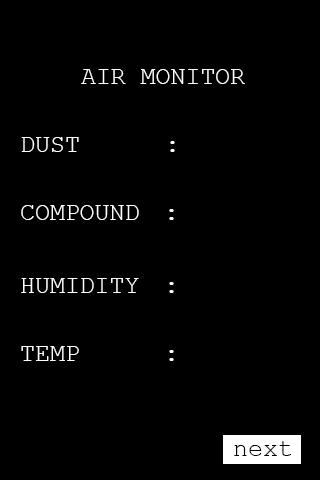 AIR MONITOR
DUST :
COMPOUND :
HUMIDITY :
TEMP :
next